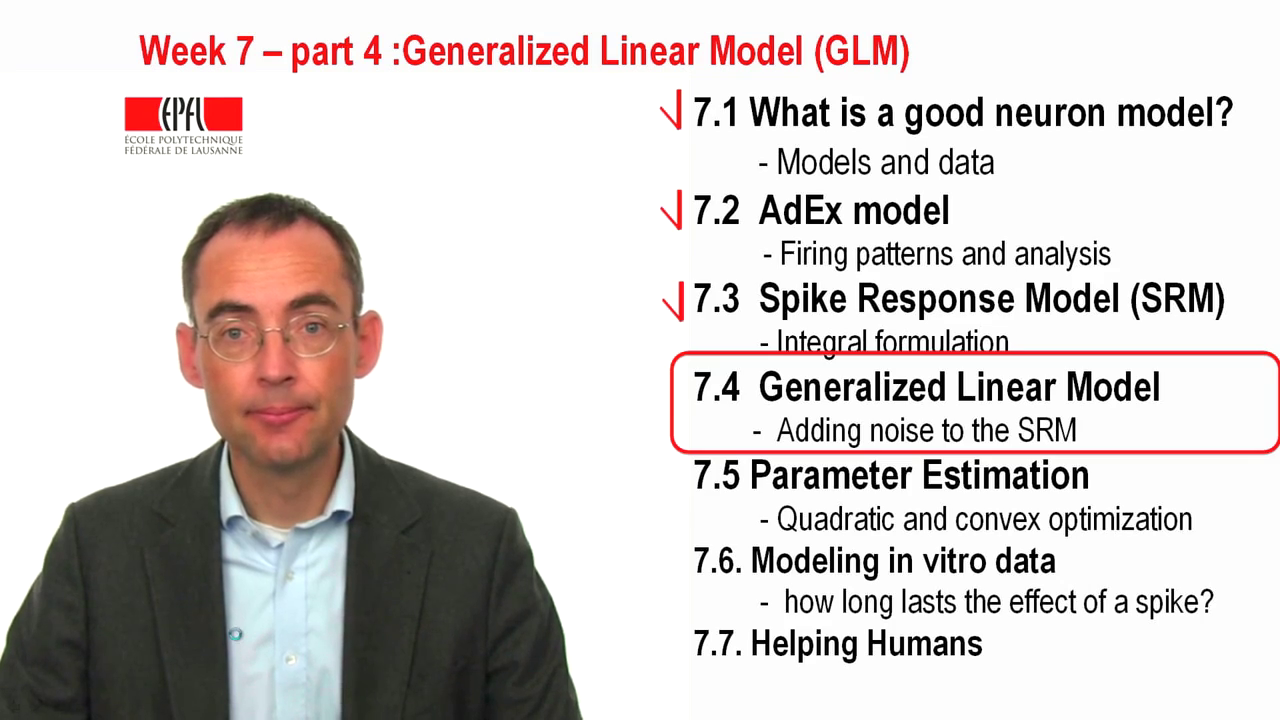 Week 7 – part 4 :Generalized Linear Model (GLM)
EPFL
ÉCOLE POLYTECHNIQUE
FÉDÉRALE DE LAUSANNE
7.1 What is a good neuron model?
- Models and data
7.2 AdEx model
- Firing patterns and analysis
7.3 Spike Response Model (SRM)
- Integral formulation
7.4 Generalized Linear Model
- Adding noise to the SRM
7.5 Parameter Estimation
- Quadratic and convex optimization
7.6. Modeling in vitro data
- how long lasts the effect of a spike?
7.7. Helping Humans